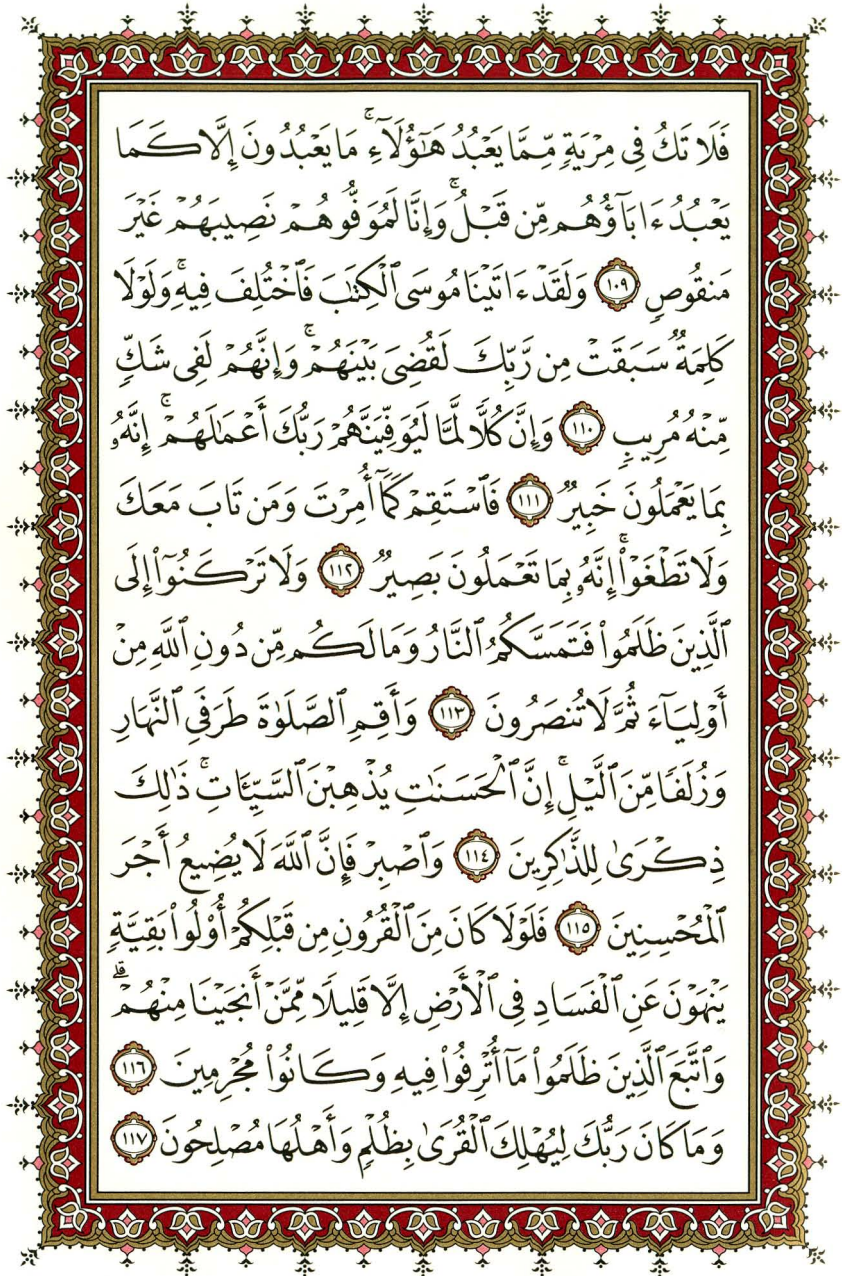 فَلَا تَكُ فِى مِرْيَةٍ مِّمَّا يَعْبُدُ هَٰٓؤُلَآءِ ۚ مَا يَعْبُدُونَ إِلَّا كَمَا
يَعْبُدُ ءَابَآؤُهُم مِّن قَبْلُ ۚ وَإِنَّا لَمُوَفُّوهُمْ نَصِيبَهُمْ غَيْرَ
مَنقُوصٍ ١٠٩ وَلَقَدْ ءَاتَيْنَا مُوسَى ٱلْكِتَٰبَ فَٱخْتُلِفَ فِيهِ ۚ وَلَوْلَا
كَلِمَةٌ سَبَقَتْ مِن رَّبِّكَ لَقُضِىَ بَيْنَهُمْ ۚ وَإِنَّهُمْ لَفِى شَكٍّ
مِّنْهُ مُرِيبٍ ١١٠ وَإِنَّ كُلًّا لَّمَّا لَيُوَفِّيَنَّهُمْ رَبُّكَ أَعْمَٰلَهُمْ ۚ إِنَّهُۥ
بِمَا يَعْمَلُونَ خَبِيرٌ ١١١ فَٱسْتَقِمْ كَمَآ أُمِرْتَ وَمَن تَابَ مَعَكَ
وَلَا تَطْغَوْا۟ ۚ إِنَّهُۥ بِمَا تَعْمَلُونَ بَصِيرٌ ١١٢ وَلَا تَرْكَنُوٓا۟ إِلَى
ٱلَّذِينَ ظَلَمُوا۟ فَتَمَسَّكُمُ ٱلنَّارُ وَمَا لَكُم مِّن دُونِ ٱللَّهِ مِنْ
أَوْلِيَآءَ ثُمَّ لَا تُنصَرُونَ ١١٣ وَأَقِمِ ٱلصَّلَوٰةَ طَرَفَىِ ٱلنَّهَارِ
وَزُلَفًا مِّنَ ٱلَّيْلِ ۚ إِنَّ ٱلْحَسَنَٰتِ يُذْهِبْنَ ٱلسَّيِّـَٔاتِ ۚ ذَٰلِكَ
ذِكْرَىٰ لِلذَّٰكِرِينَ ١١٤ وَٱصْبِرْ فَإِنَّ ٱللَّهَ لَا يُضِيعُ أَجْرَ
ٱلْمُحْسِنِينَ ١١٥ فَلَوْلَا كَانَ مِنَ ٱلْقُرُونِ مِن قَبْلِكُمْ أُو۟لُوا۟ بَقِيَّةٍ
يَنْهَوْنَ عَنِ ٱلْفَسَادِ فِى ٱلْأَرْضِ إِلَّا قَلِيلًا مِّمَّنْ أَنجَيْنَا مِنْهُمْ ۗ
وَٱتَّبَعَ ٱلَّذِينَ ظَلَمُوا۟ مَآ أُتْرِفُوا۟ فِيهِ وَكَانُوا۟ مُجْرِمِينَ ١١٦
وَمَا كَانَ رَبُّكَ لِيُهْلِكَ ٱلْقُرَىٰ بِظُلْمٍ وَأَهْلُهَا مُصْلِحُونَ ١١٧